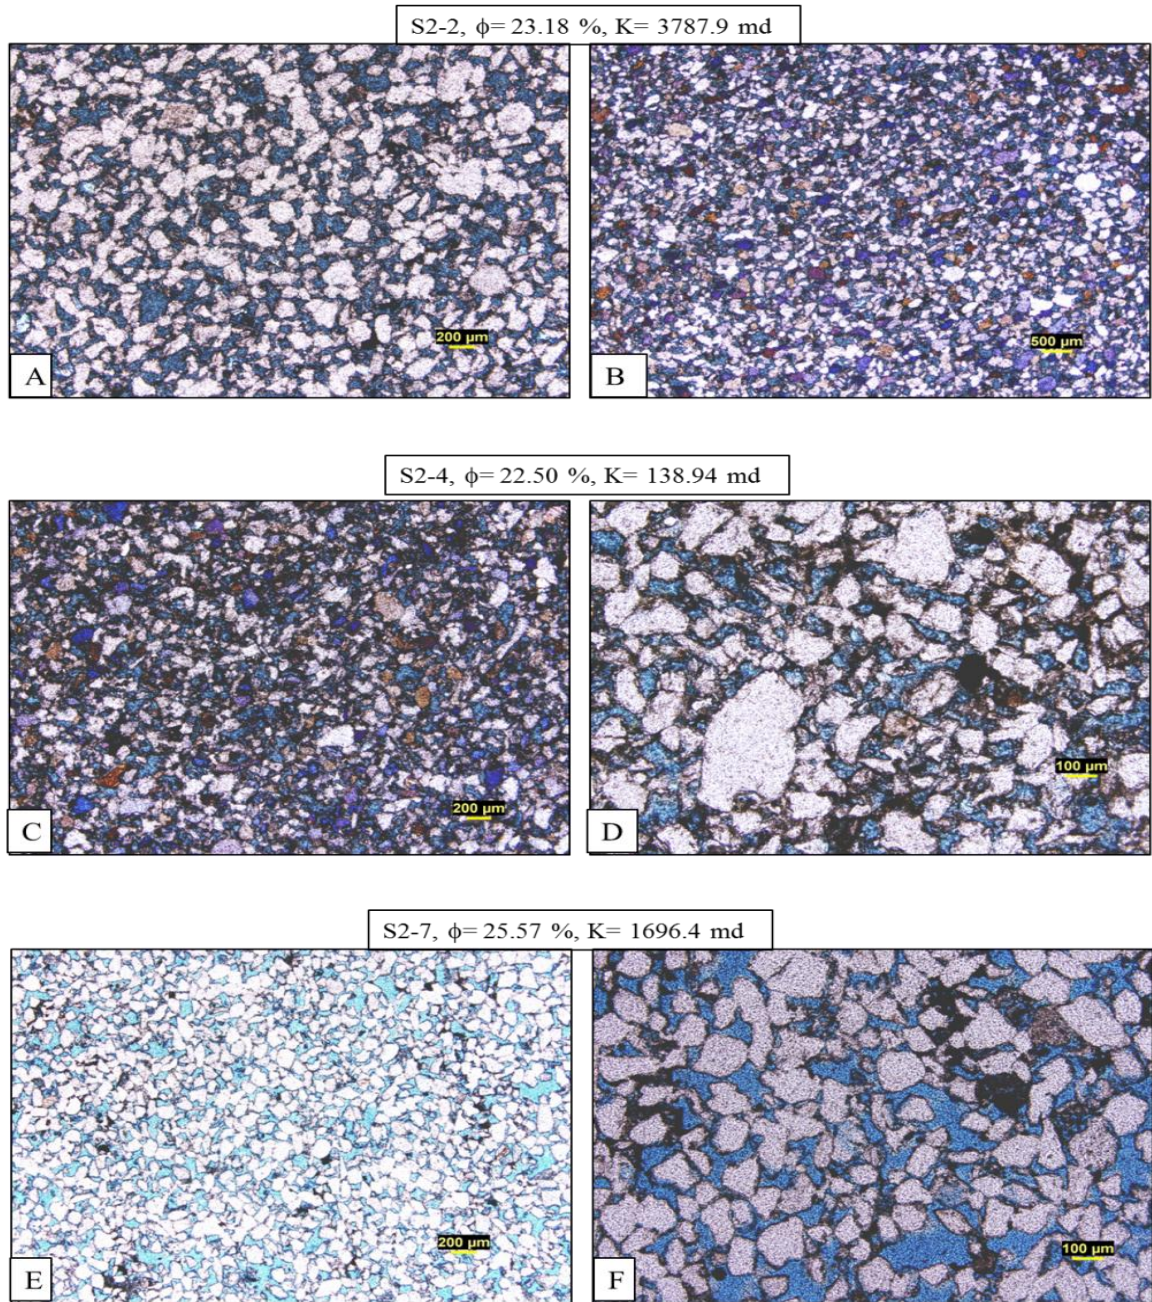 S2-2, ϕ= 23.18 %, K= 3787.9 md
200 µm
A
500 µm
B
S2-4, ϕ= 22.50 %, K= 138.94 md
200 µm
C
100 µm
D
S2-7, ϕ= 25.57 %, K= 1696.4 md
200 µm
E
100 µm
F